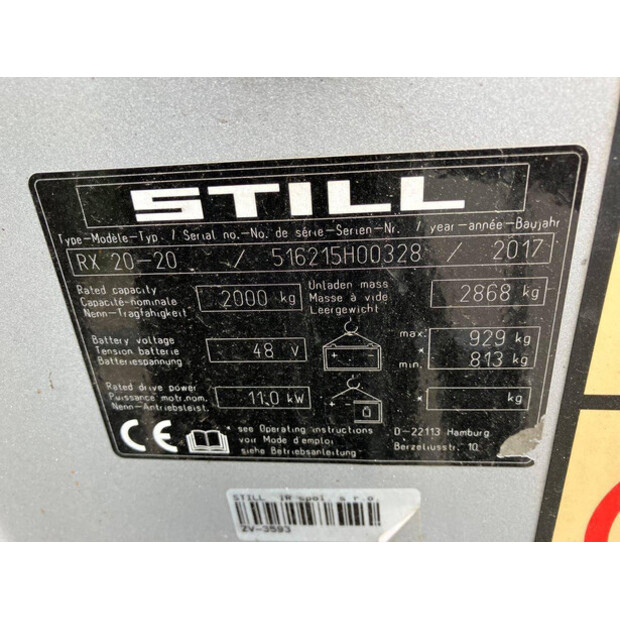 STILL
Type-Modèle-Typ. / Serial no.-No. de série-Serien-Nr. / year-année-Baujahr
RX 20-20 / 516215H00328 / 2017
Rated capacity
Capacité-nominale
Nenn-Tragfähigkeit
2000 kg
Unladen mass
Masse à vide
Leergewicht
2868 kg
Battery voltage
Tension batterie
Batteriespannung
48 V
max. 929 kg
min. 813 kg
Rated drive power
Puissance motr.nom.
Nenn-Antriebsleist.
11.0 kW
* kg
CE
* see Operating instructions
voir Mode d'emploi
siehe Betriebsanleitung
D-22113 Hamburg
Berzeliusstr. 10
STILL
spol. s r.o.
ZV-3593